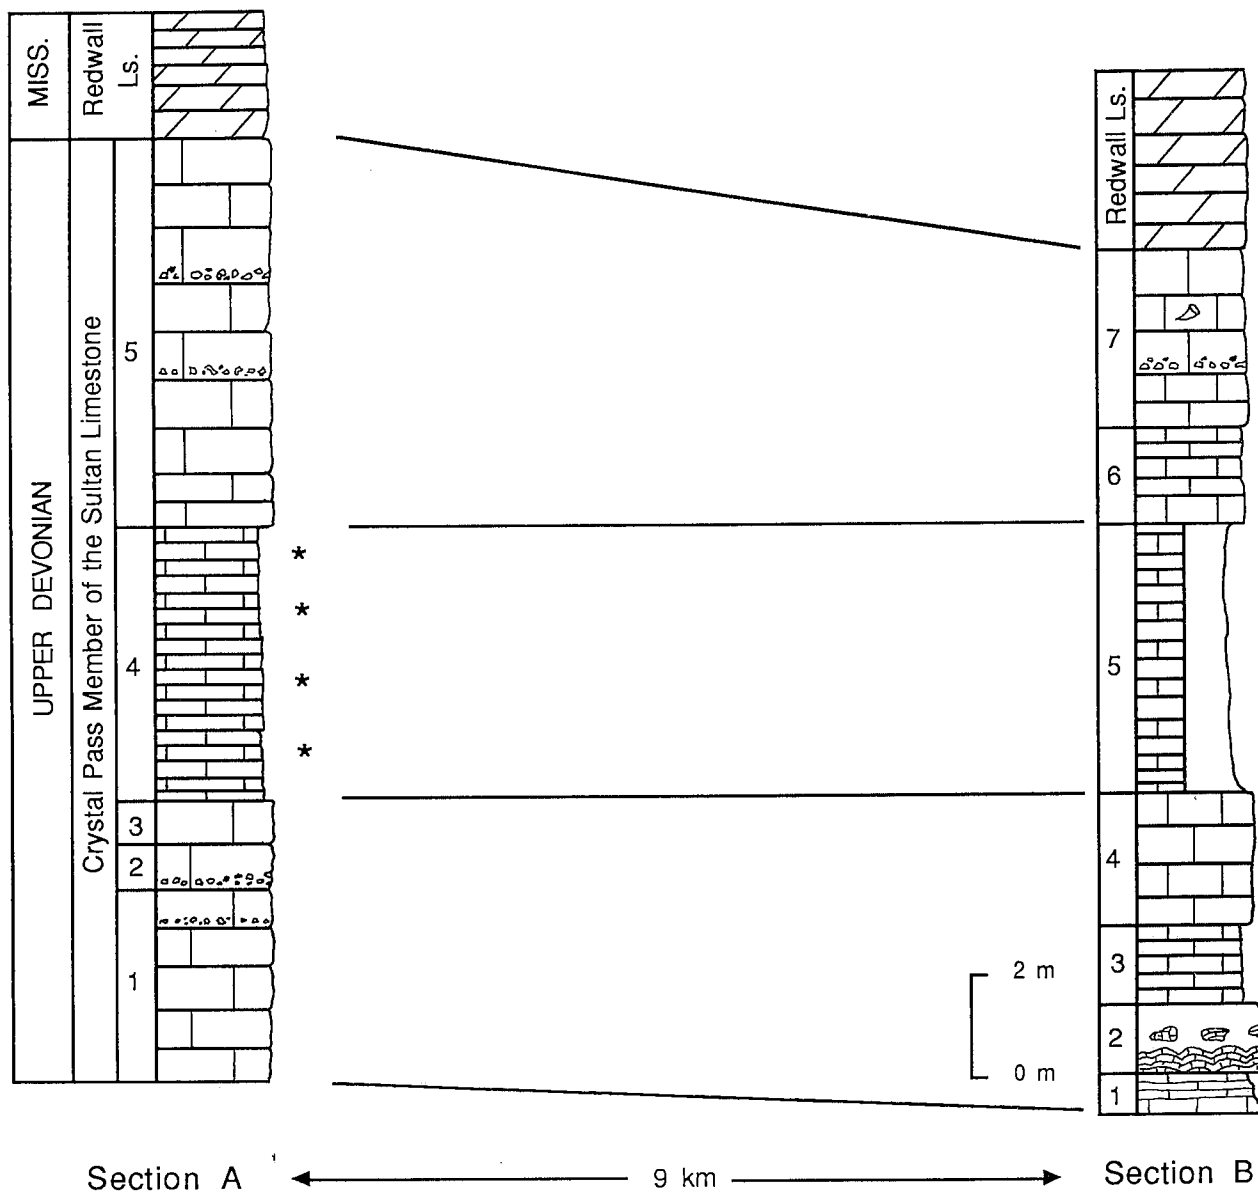 MISS.
Redwall
Ls.
UPPER DEVONIAN
Crystal Pass Member of the Sultan Limestone
5
4
3
2
1
*
*
*
*
Redwall Ls.
7
6
5
4
3
2
1
2 m
0 m
Section A
9 km
Section B